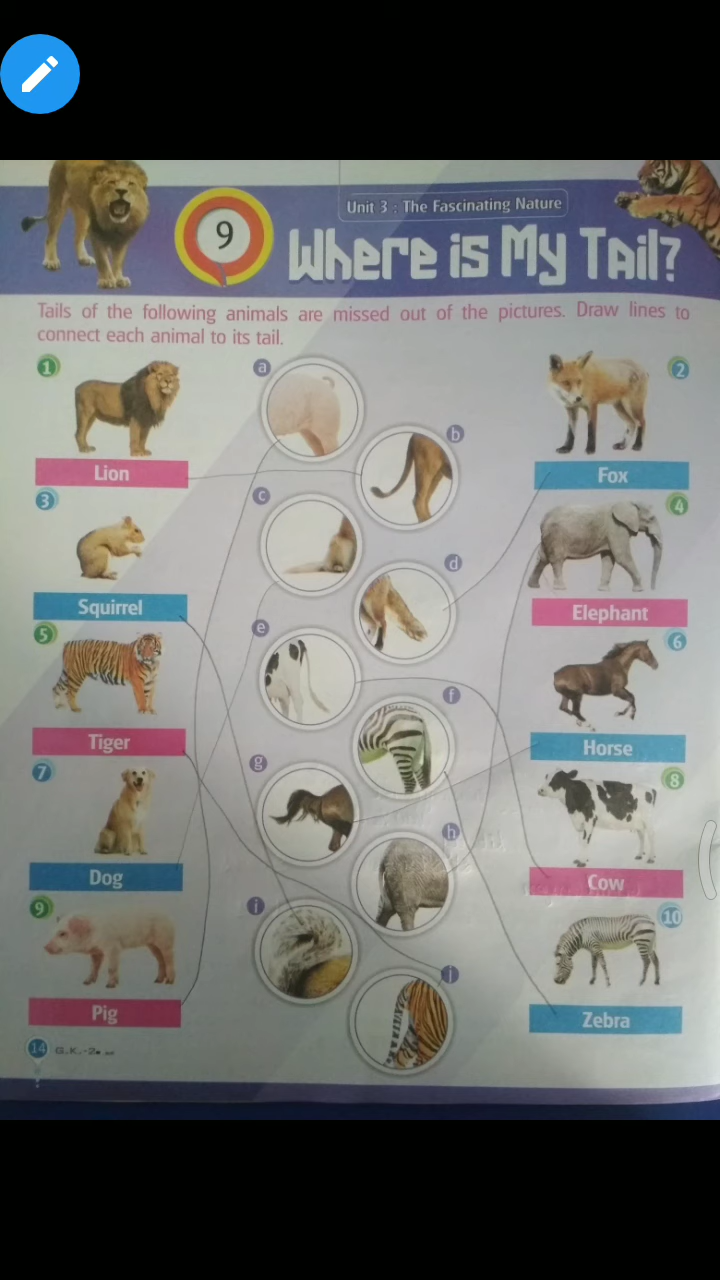 Unit 3 : The Fascinating Nature
9
Where is My Tail?
Tails of the following animals are missed out of the pictures. Draw lines to
connect each animal to its tail.
1
a
2
b
Lion
Fox
3
c
4
d
Squirrel
Elephant
5
e
6
f
Tiger
Horse
7
g
8
h
Dog
Cow
9
i
10
j
Pig
Zebra
14
G.K.-2